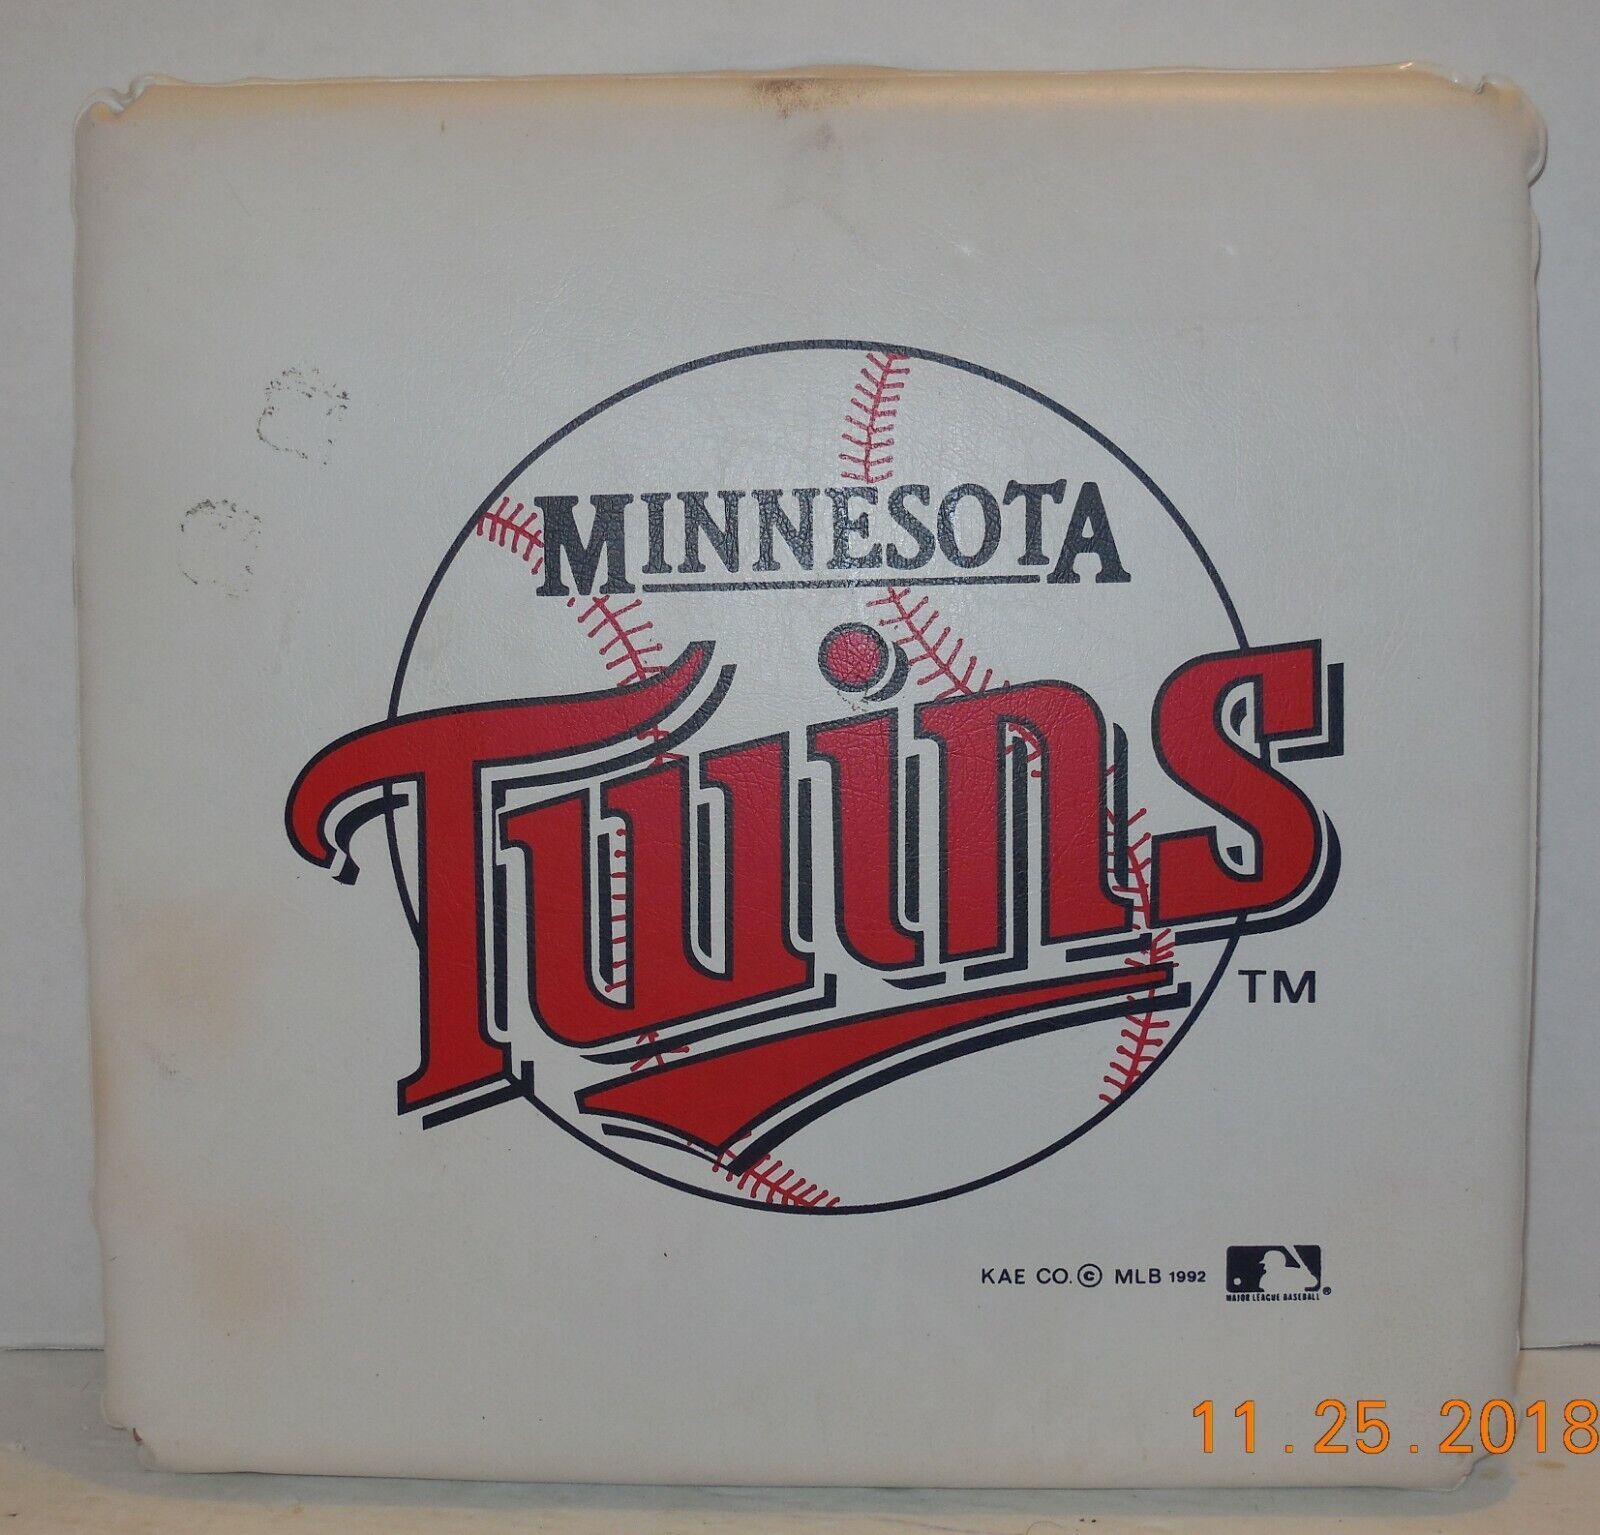 MINNESOTA
Twins
TM
KAE CO. © MLB 1992
MAJOR LEAGUE BASEBALL ®
11.25.2018